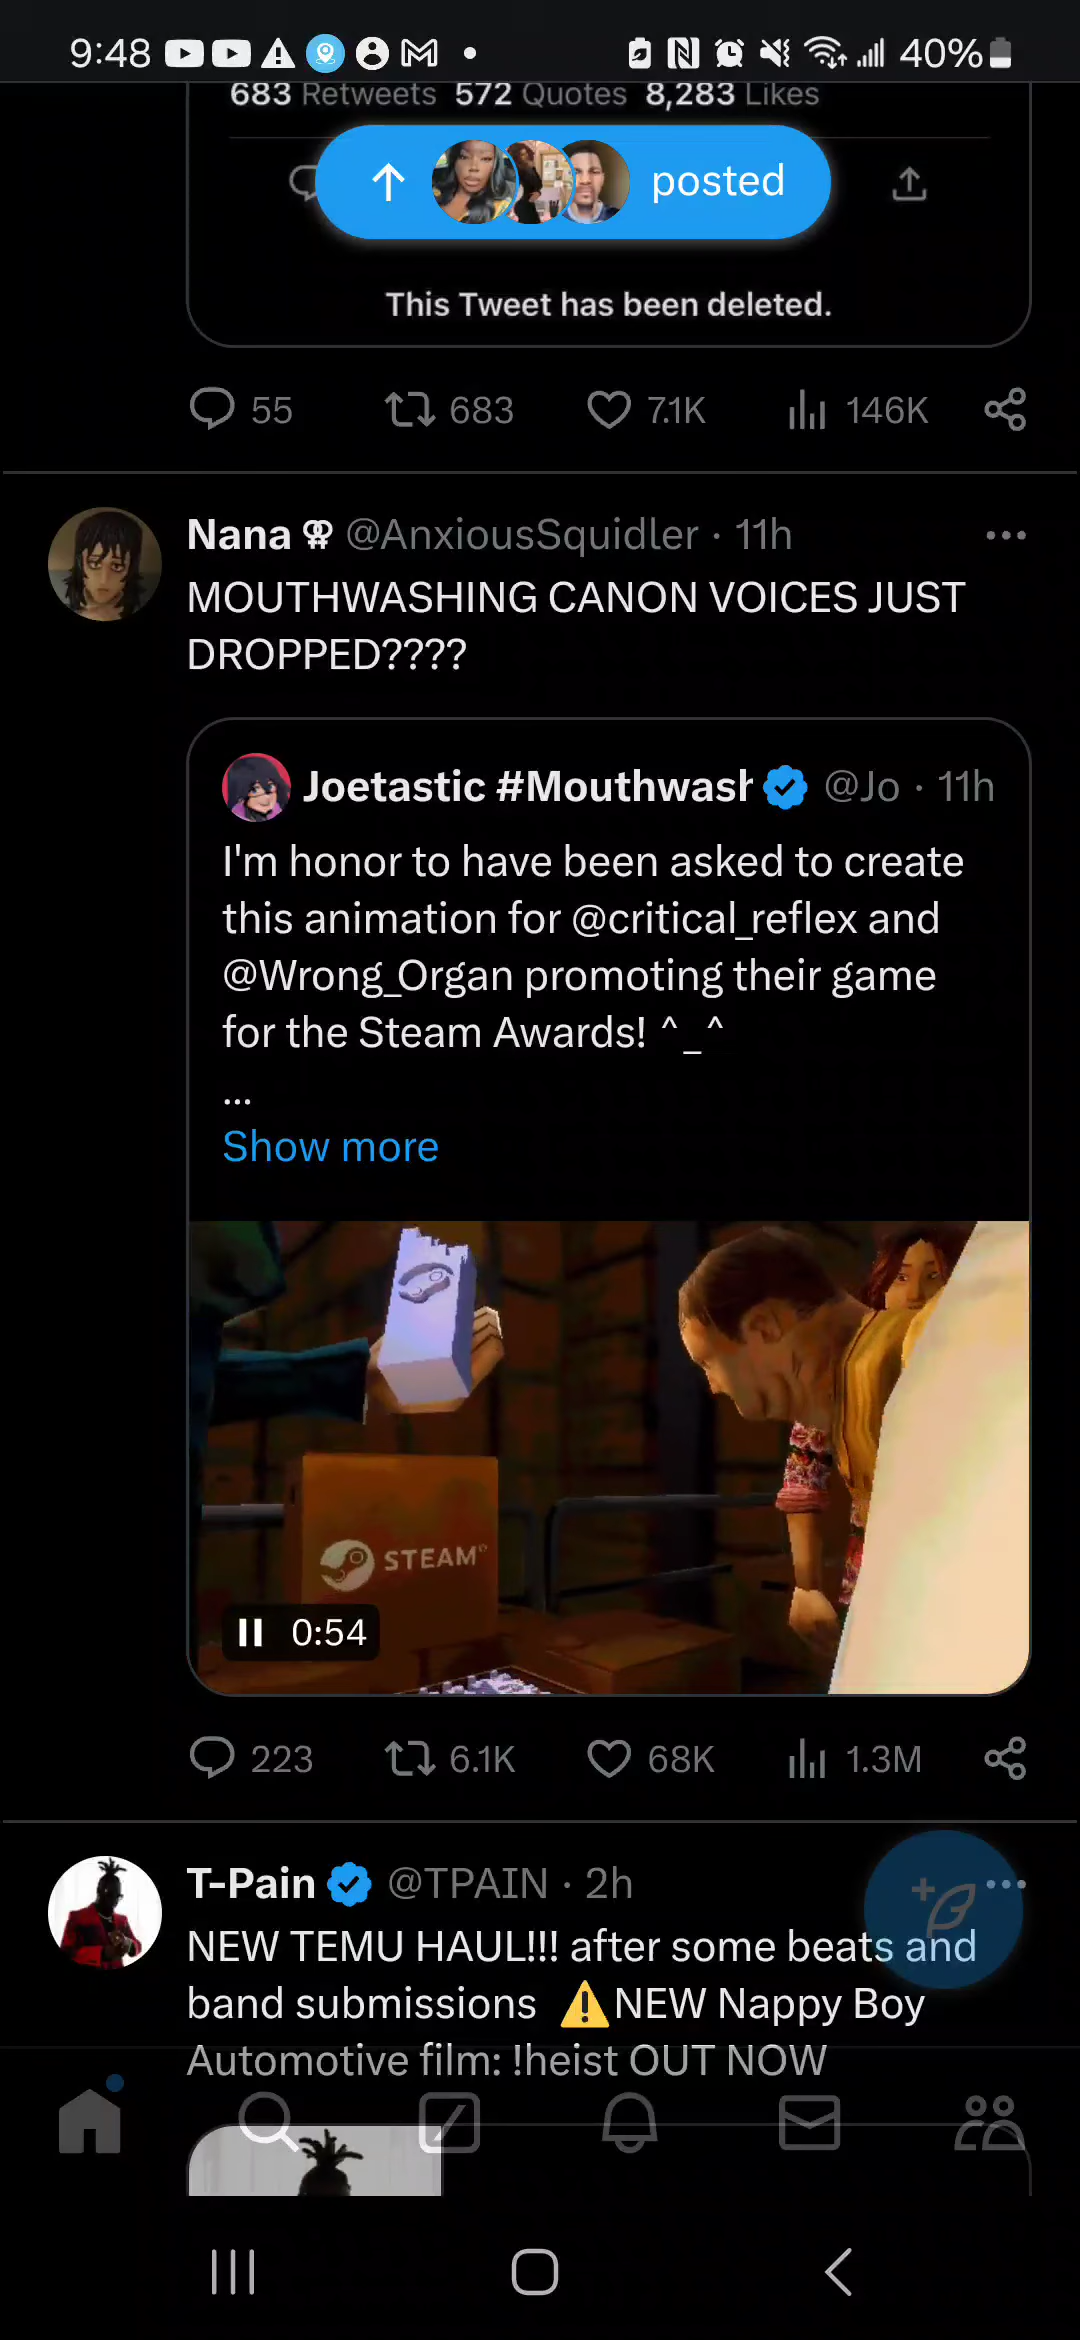 9:48
40%
683 Retweets 572 Quotes 8,283 Likes
posted
This Tweet has been deleted.
55 683 7.1K 146K
Nana @AnxiousSquidler · 11h
MOUTHWASHING CANON VOICES JUST
DROPPED????
Joetastic #Mouthwash @Jo · 11h
I'm honor to have been asked to create
this animation for @critical_reflex and
@Wrong_Organ promoting their game
for the Steam Awards! ^_^
...
Show more
STEAM
0:54
223 6.1K 68K 1.3M
T-Pain @TPAIN · 2h
NEW TEMU HAUL!!! after some beats and
band submissions ⚠️NEW Nappy Boy
Automotive film: !heist OUT NOW